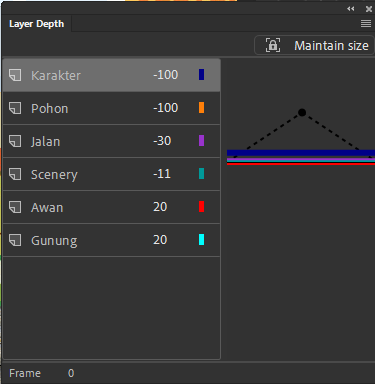 Layer Depth
Maintain size
Karakter -100
Pohon -100
Jalan -30
Scenery -11
Awan 20
Gunung 20
Frame 0